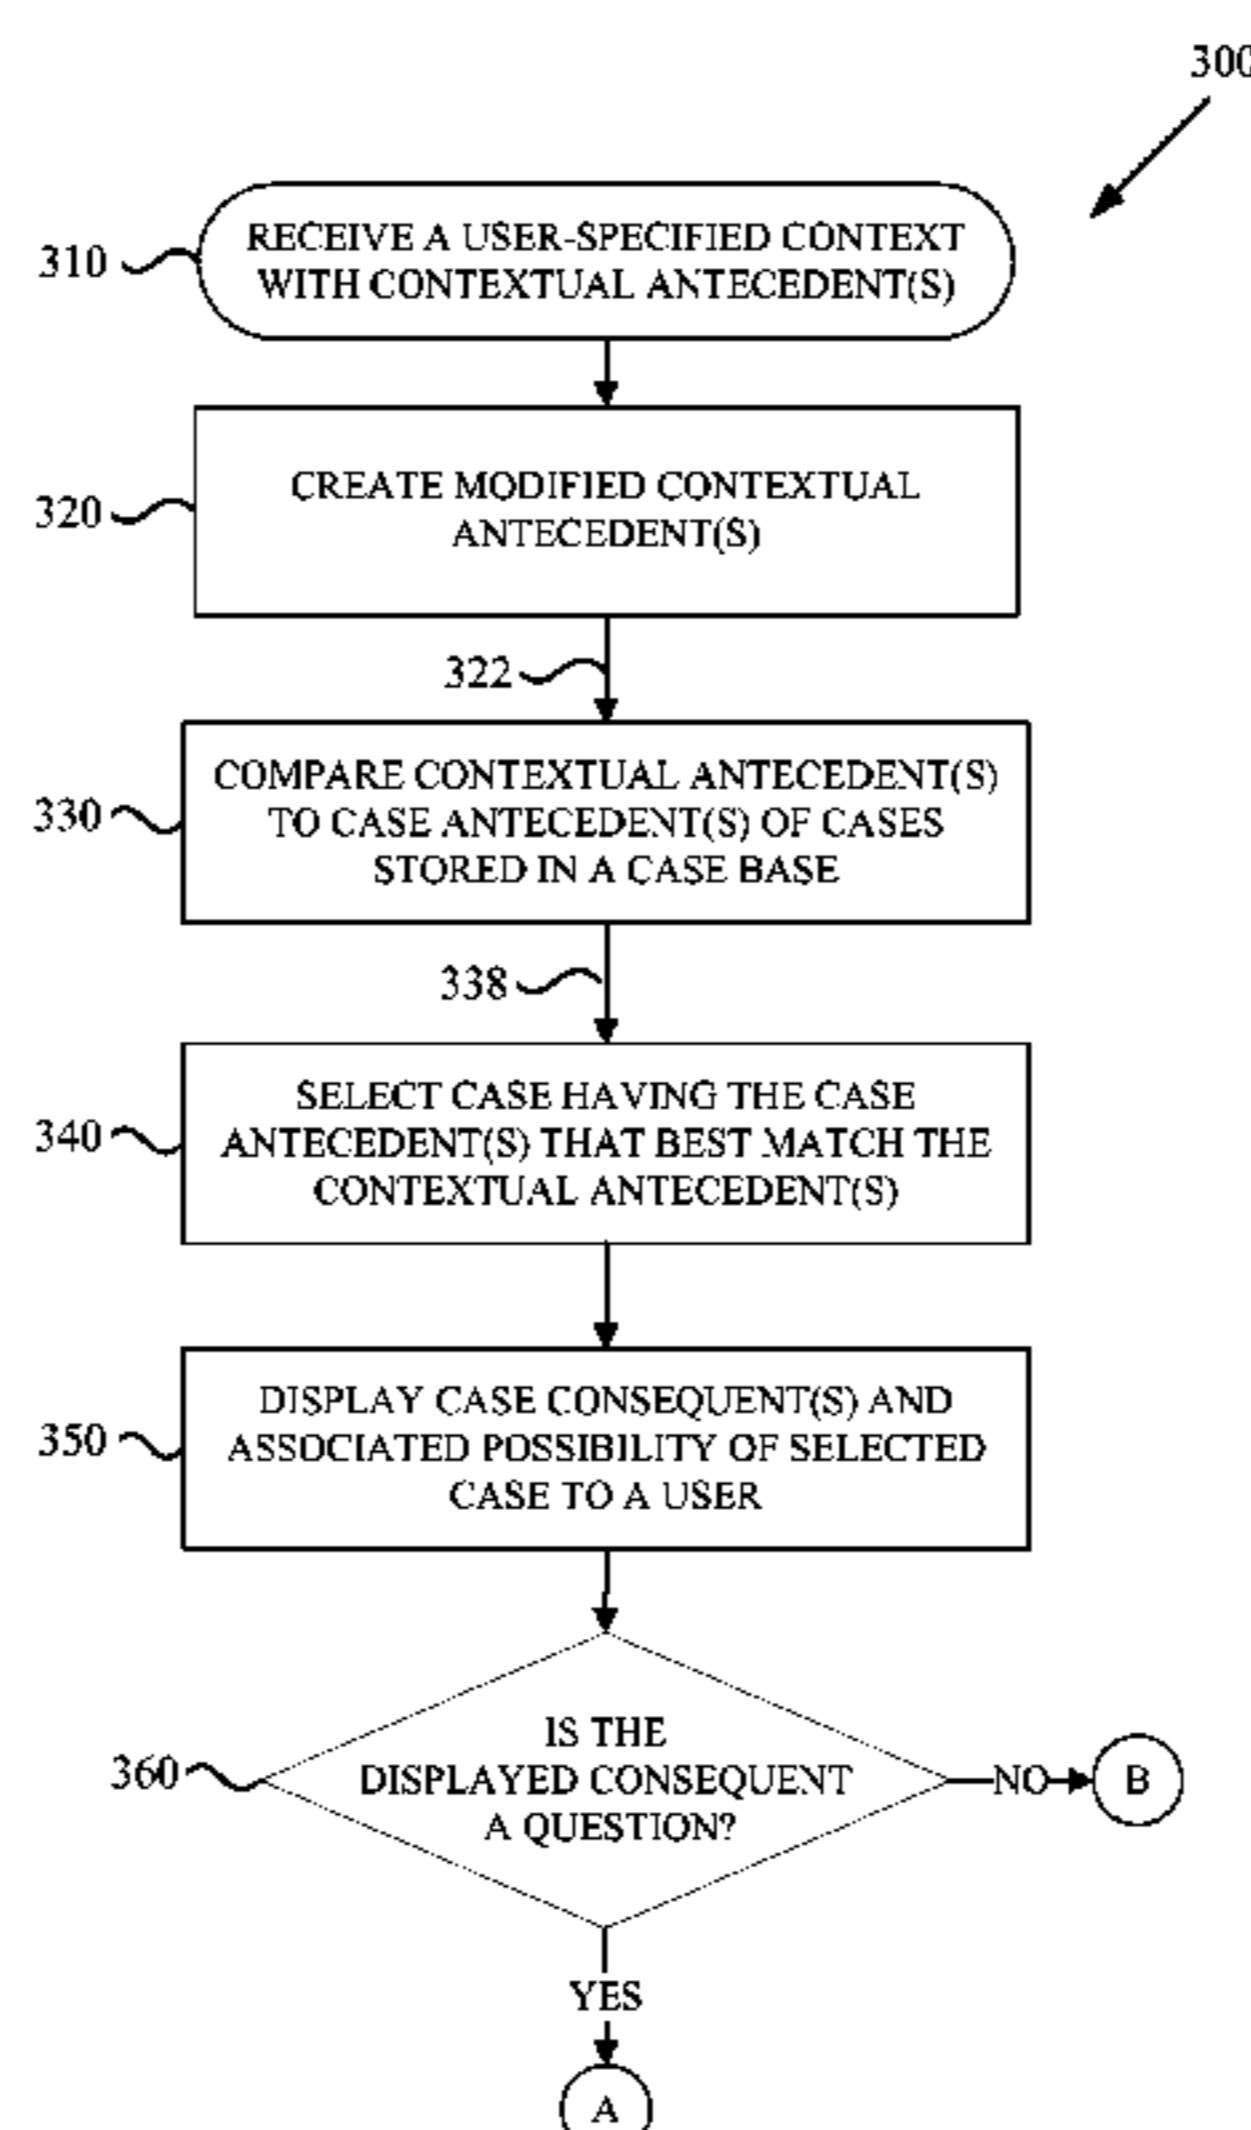 300
310
RECEIVE A USER-SPECIFIED CONTEXT
WITH CONTEXTUAL ANTECEDENT(S)
320
CREATE MODIFIED CONTEXTUAL
ANTECEDENT(S)
322
330
COMPARE CONTEXTUAL ANTECEDENT(S)
TO CASE ANTECEDENT(S) OF CASES
STORED IN A CASE BASE
338
340
SELECT CASE HAVING THE CASE
ANTECEDENT(S) THAT BEST MATCH THE
CONTEXTUAL ANTECEDENT(S)
350
DISPLAY CASE CONSEQUENT(S) AND
ASSOCIATED POSSIBILITY OF SELECTED
CASE TO A USER
360
IS THE
DISPLAYED CONSEQUENT
A QUESTION?
NO
B
YES
A